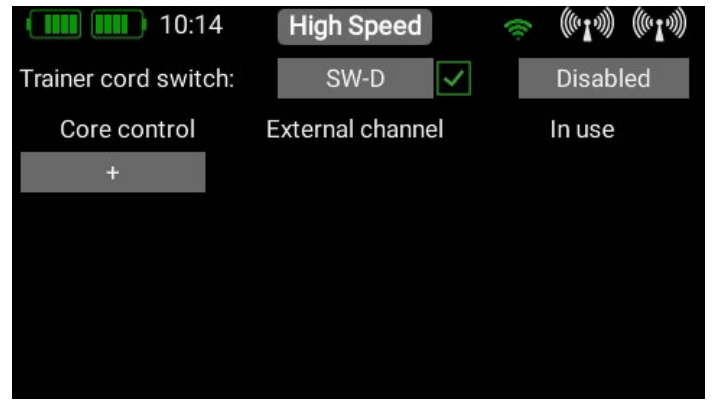 10:14 High Speed
Trainer cord switch: SW-D Disabled
Core control External channel In use
+